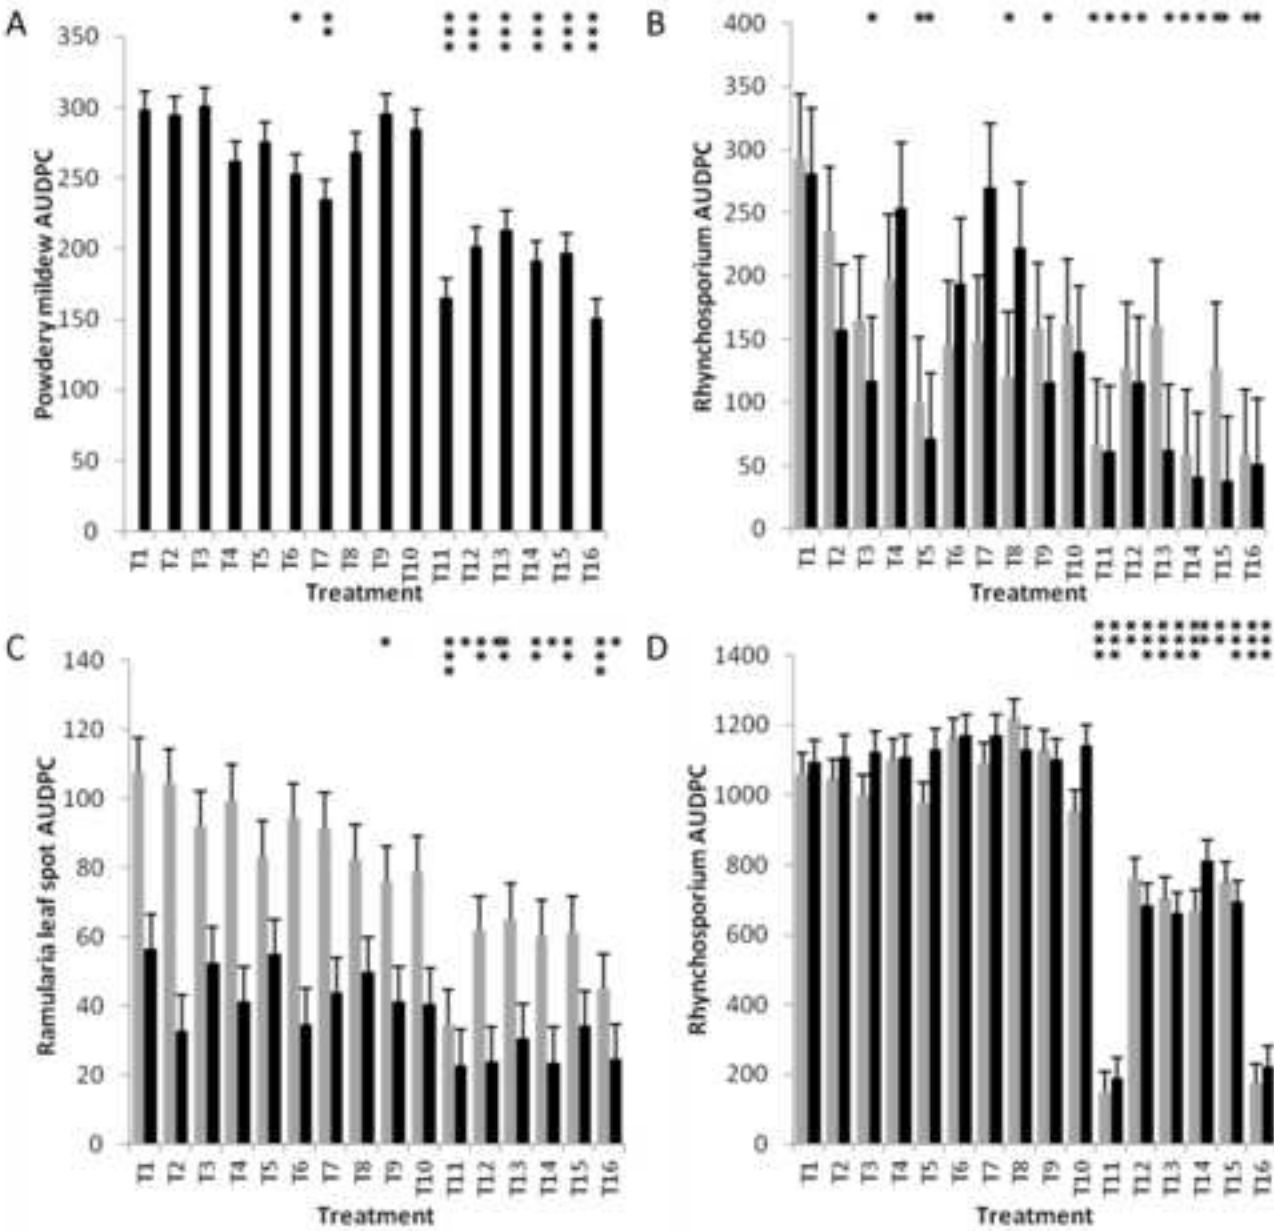 A
350
300
250
200
150
100
50
0
Powdery mildew AUDPC
T1 T2 T3 T4 T5 T6 T7 T8 T9 T10 T11 T12 T13 T14 T15 T16
Treatment
B
400
350
300
250
200
150
100
50
0
Rhynchosporium AUDPC
T1 T2 T3 T4 T5 T6 T7 T8 T9 T10 T11 T12 T13 T14 T15 T16
Treatment
C
140
120
100
80
60
40
20
0
Ramularia leaf spot AUDPC
T1 T2 T3 T4 T5 T6 T7 T8 T9 T10 T11 T12 T13 T14 T15 T16
Treatment
D
1400
1200
1000
800
600
400
200
0
Rhynchosporium AUDPC
T1 T2 T3 T4 T5 T6 T7 T8 T9 T10 T11 T12 T13 T14 T15 T16
Treatment